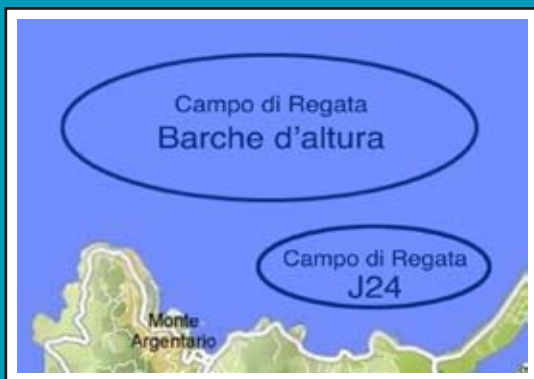 Campo di Regata
Barche d'altura
Campo di Regata
J24
Monte
Argentario